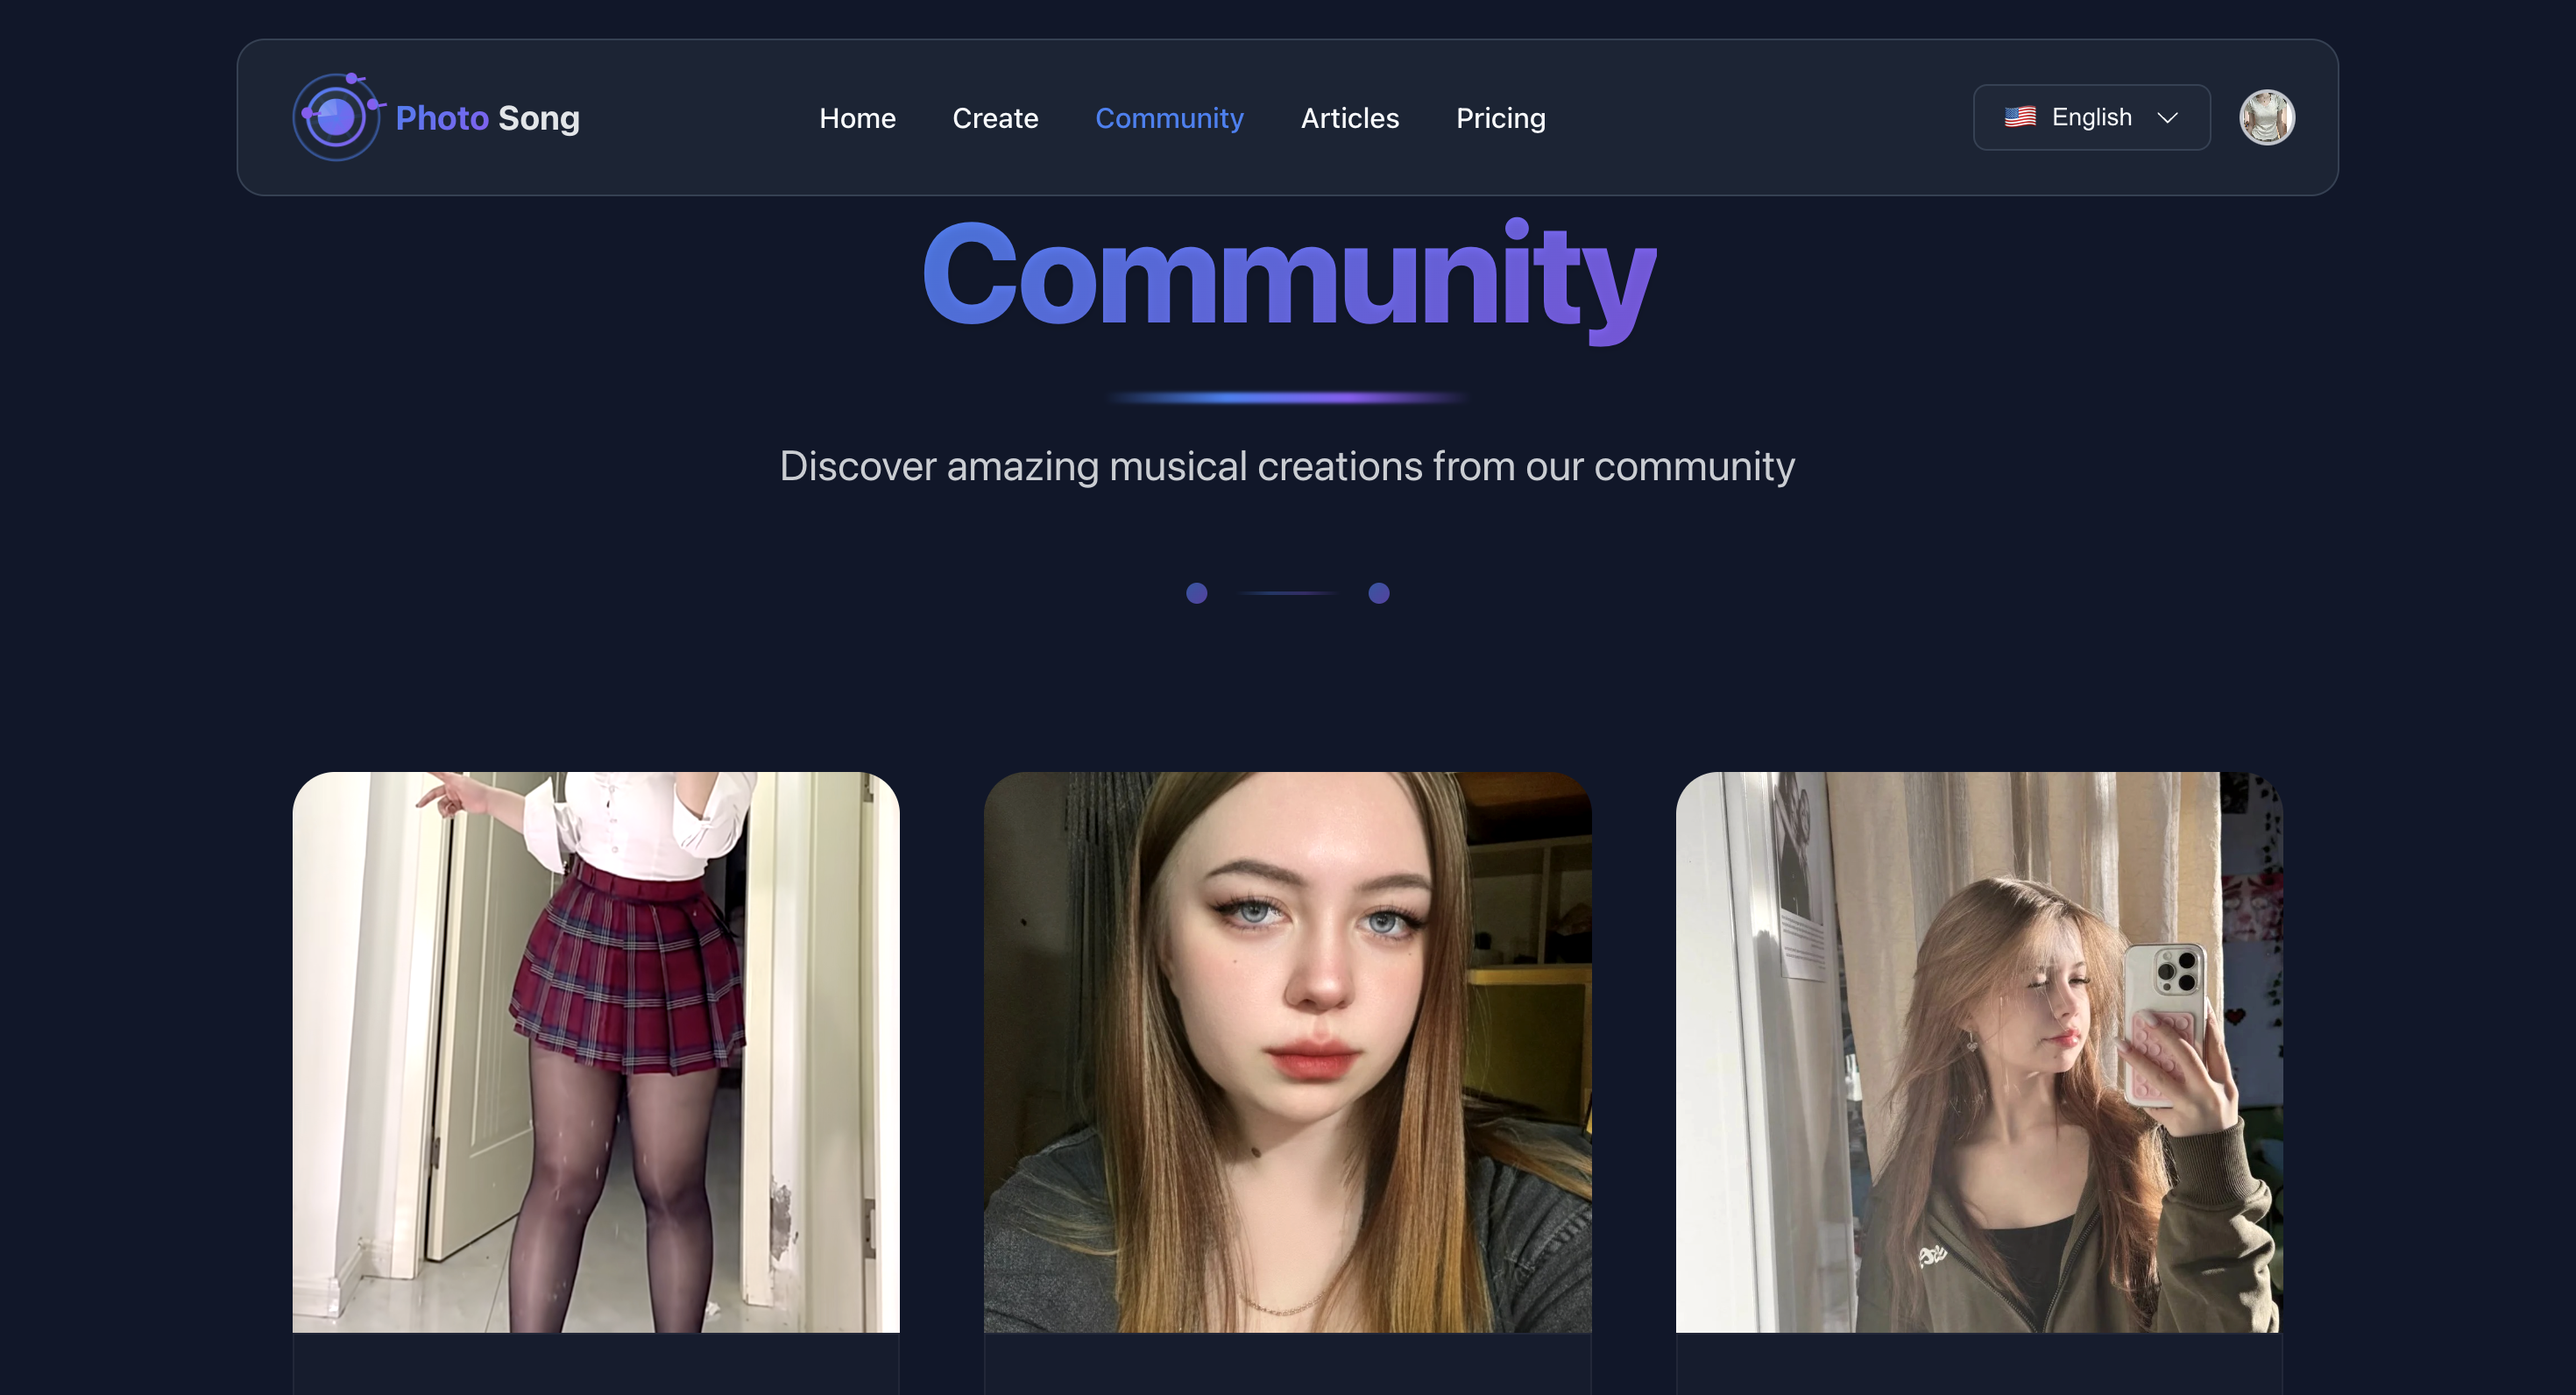 Photo Song
Home
Create
Community
Articles
Pricing
English
Community
Discover amazing musical creations from our community